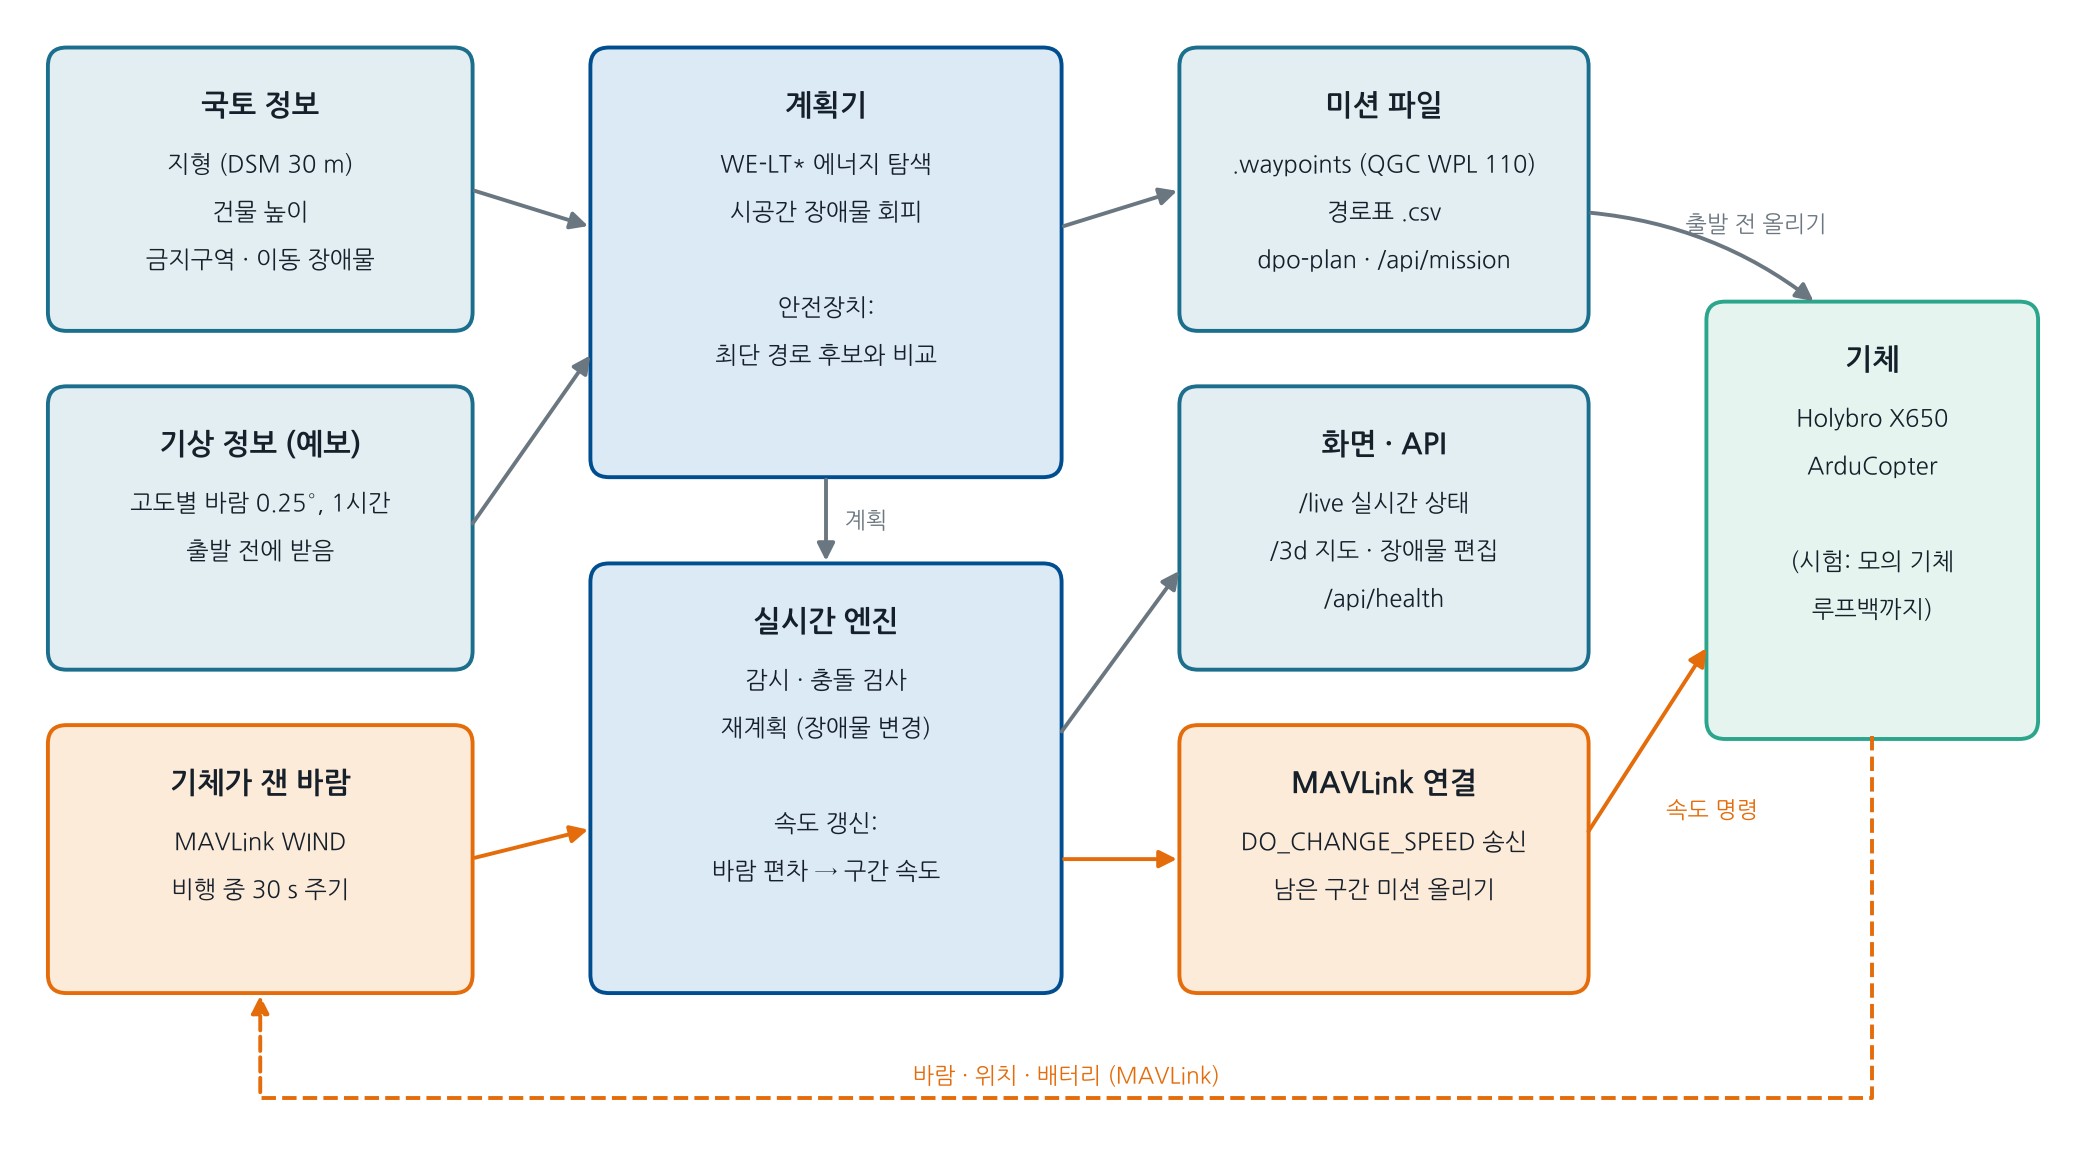 국토 정보
지형 (DSM 30 m)
건물 높이
금지구역 · 이동 장애물
계획기
WE-LT* 에너지 탐색
시공간 장애물 회피
안전장치:
최단 경로 후보와 비교
미션 파일
.waypoints (QGC WPL 110)
경로표 .csv
dpo-plan · /api/mission
출발 전 올리기
기체
Holybro X650
ArduCopter
(시험: 모의 기체
루프백까지)
기상 정보 (예보)
고도별 바람 0.25°, 1시간
출발 전에 받음
계획
화면 · API
/live 실시간 상태
/3d 지도 · 장애물 편집
/api/health
실시간 엔진
감시 · 충돌 검사
재계획 (장애물 변경)
속도 갱신:
바람 편차 → 구간 속도
기체가 잰 바람
MAVLink WIND
비행 중 30 s 주기
MAVLink 연결
DO_CHANGE_SPEED 송신
남은 구간 미션 올리기
속도 명령
바람 · 위치 · 배터리 (MAVLink)